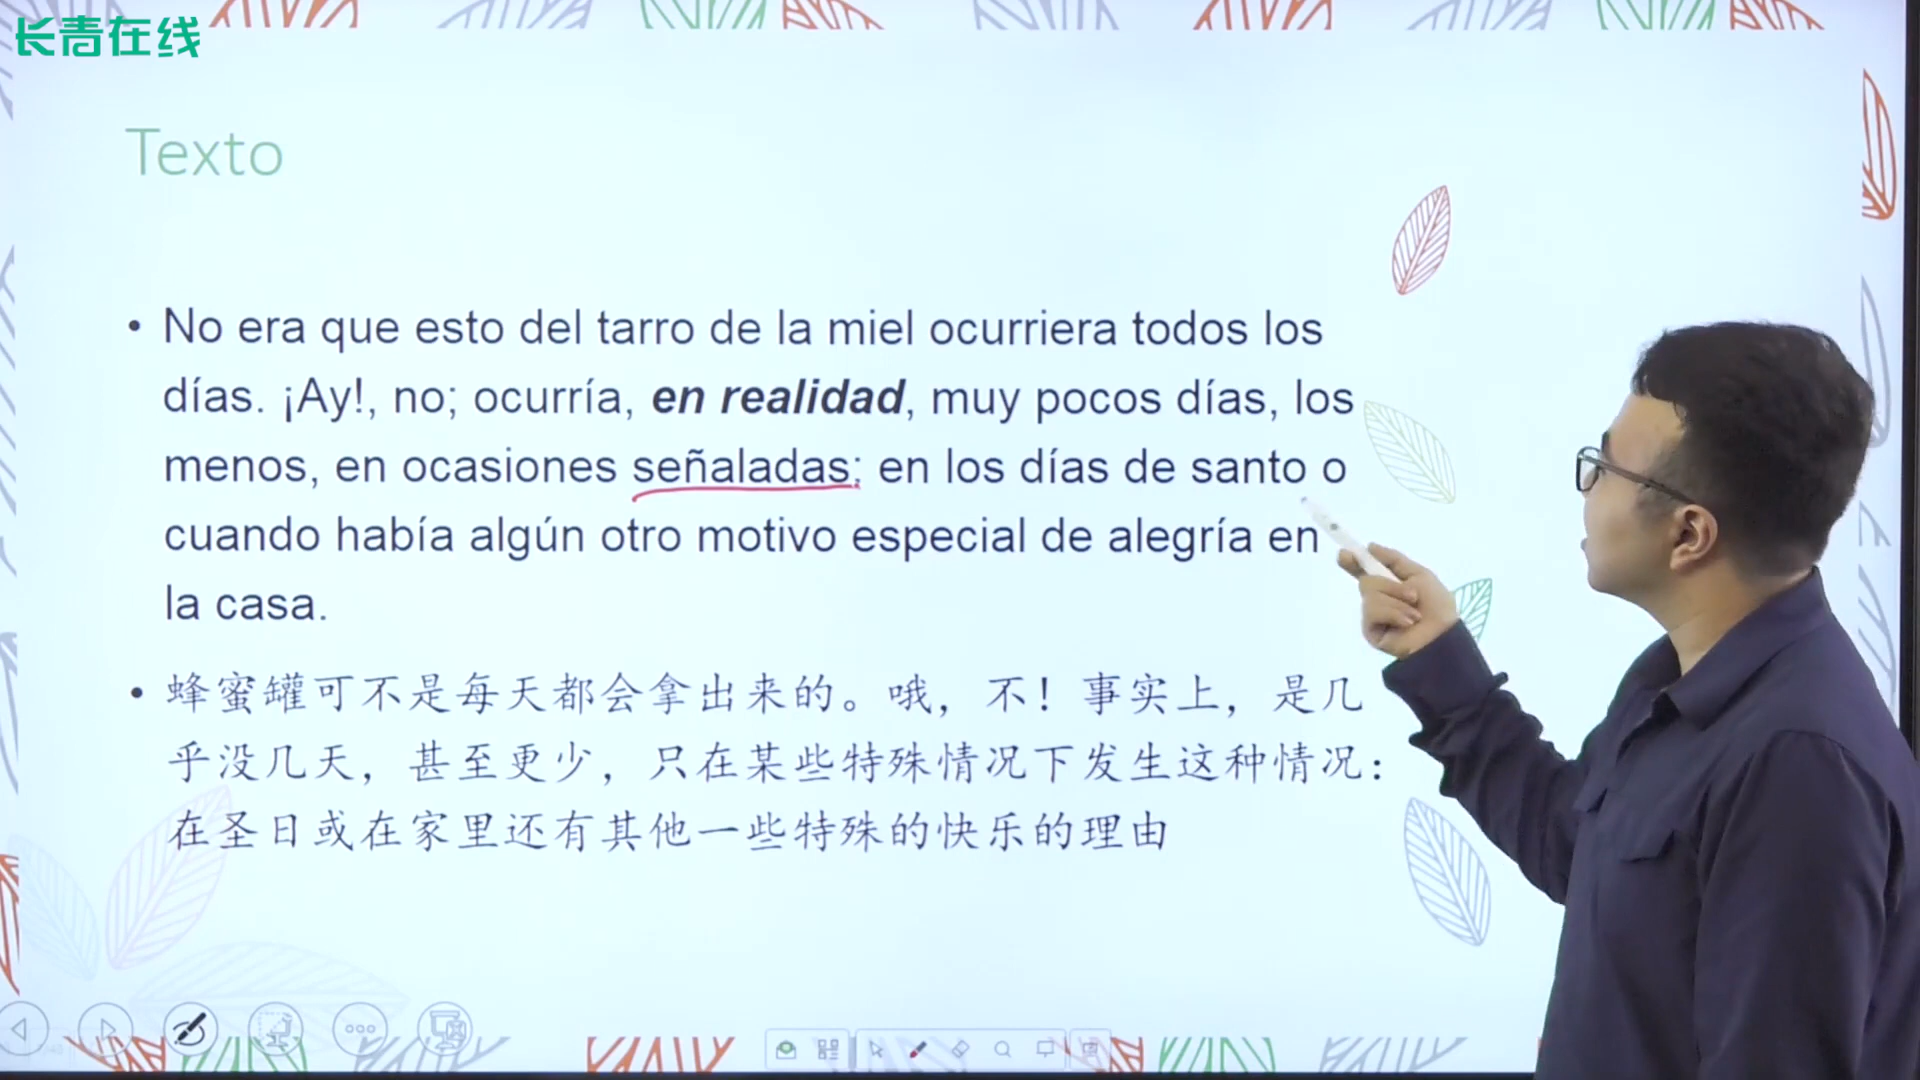 长青在线
Texto
• No era que esto del tarro de la miel ocurriera todos los
días. ¡Ay!, no; ocurría, en realidad, muy pocos días, los
menos, en ocasiones señaladas; en los días de santo o
cuando había algún otro motivo especial de alegría en
la casa.
• 蜂蜜罐可不是每天都会拿出来的。哦，不！事实上，是几
乎没几天，甚至更少，只在某些特殊情况下发生这种情况：
在圣日或在家里还有其他一些特殊的快乐的理由